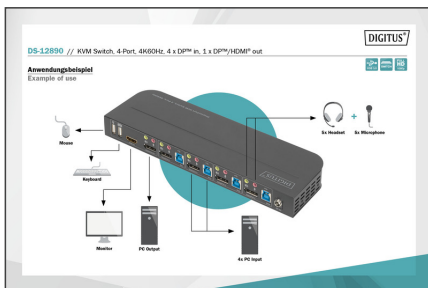 DIGITUS®
DS-12890 // KVM Switch, 4-Port, 4K60Hz, 4 x DP™ in, 1 x DP™/HDMI® out
Anwendungsbeispiel
Example of use
Mouse
Keyboard
Monitor
PC Output
4x PC Input
5x Headset
+
5x Microphone
DIGITUS